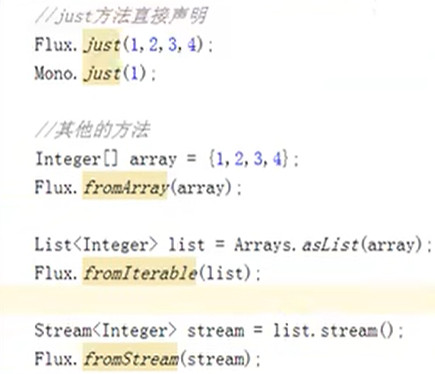 //just方法直接声明
Flux.just(1,2,3,4);
Mono.just(1);
//其他的方法
Integer[] array = {1,2,3,4};
Flux.fromArray(array);
List<Integer> list = Arrays.asList(array);
Flux.fromIterable(list);
Stream<Integer> stream = list.stream();
Flux.fromStream(stream);